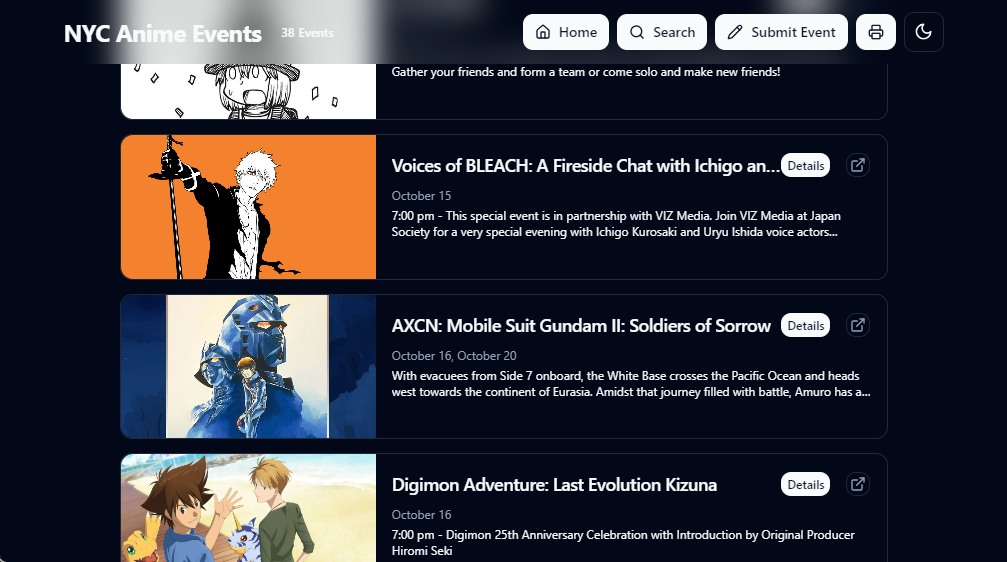 NYC Anime Events
38 Events
Home
Search
Submit Event
Gather your friends and form a team or come solo and make new friends!
Voices of BLEACH: A Fireside Chat with Ichigo an...
Details
October 15
7:00 pm - This special event is in partnership with VIZ Media. Join VIZ Media at Japan
Society for a very special evening with Ichigo Kurosaki and Uryu Ishida voice actors...
AXCN: Mobile Suit Gundam II: Soldiers of Sorrow
Details
October 16, October 20
With evacuees from Side 7 onboard, the White Base crosses the Pacific Ocean and heads
west towards the continent of Eurasia. Amidst that journey filled with battle, Amuro has a...
Digimon Adventure: Last Evolution Kizuna
Details
October 16
7:00 pm - Digimon 25th Anniversary Celebration with Introduction by Original Producer
Hiromi Seki